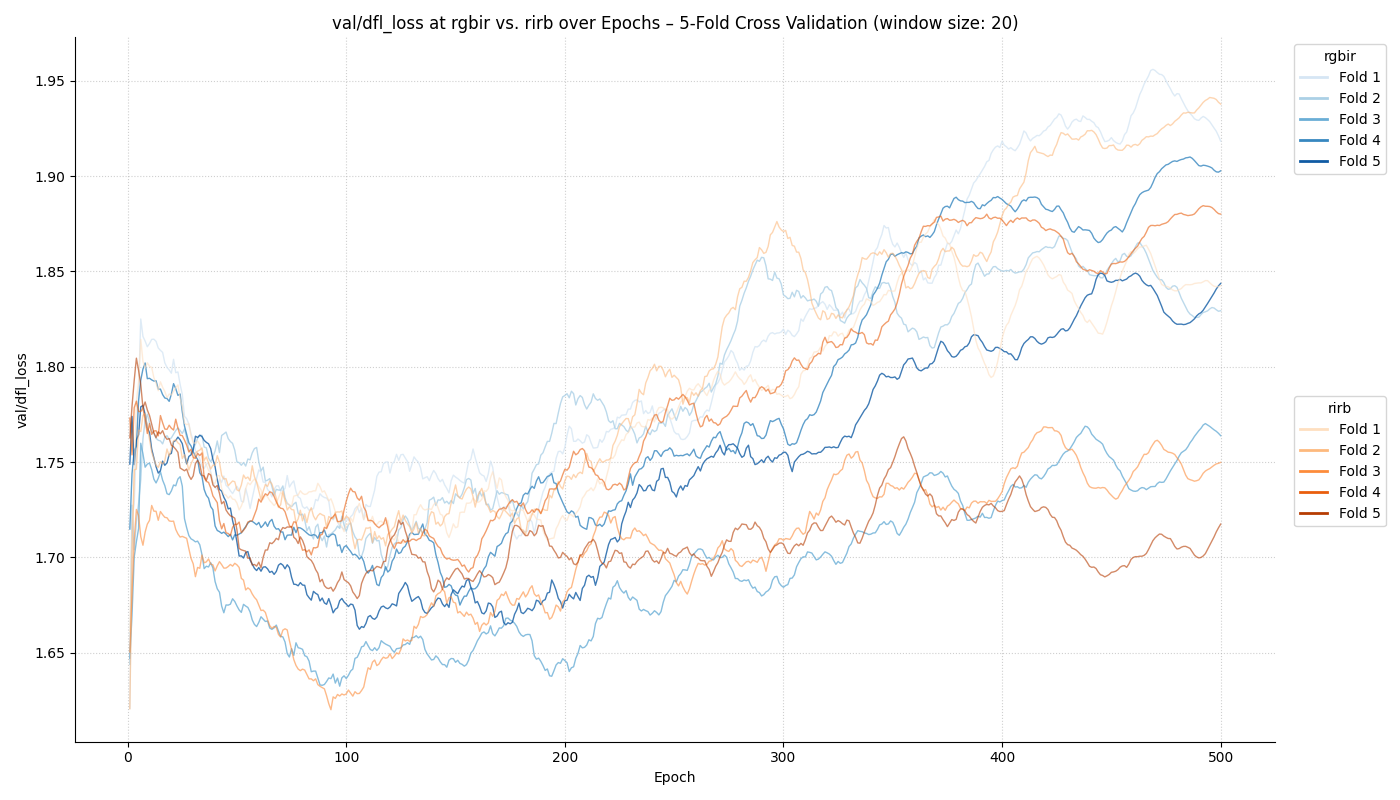 val/dfl_loss at rgbir vs. rirb over Epochs – 5-Fold Cross Validation (window size: 20)
val/dfl_loss
1.95
1.90
1.85
1.80
1.75
1.70
1.65
0
100
200
300
400
500
Epoch
rgbir
Fold 1
Fold 2
Fold 3
Fold 4
Fold 5
rirb
Fold 1
Fold 2
Fold 3
Fold 4
Fold 5